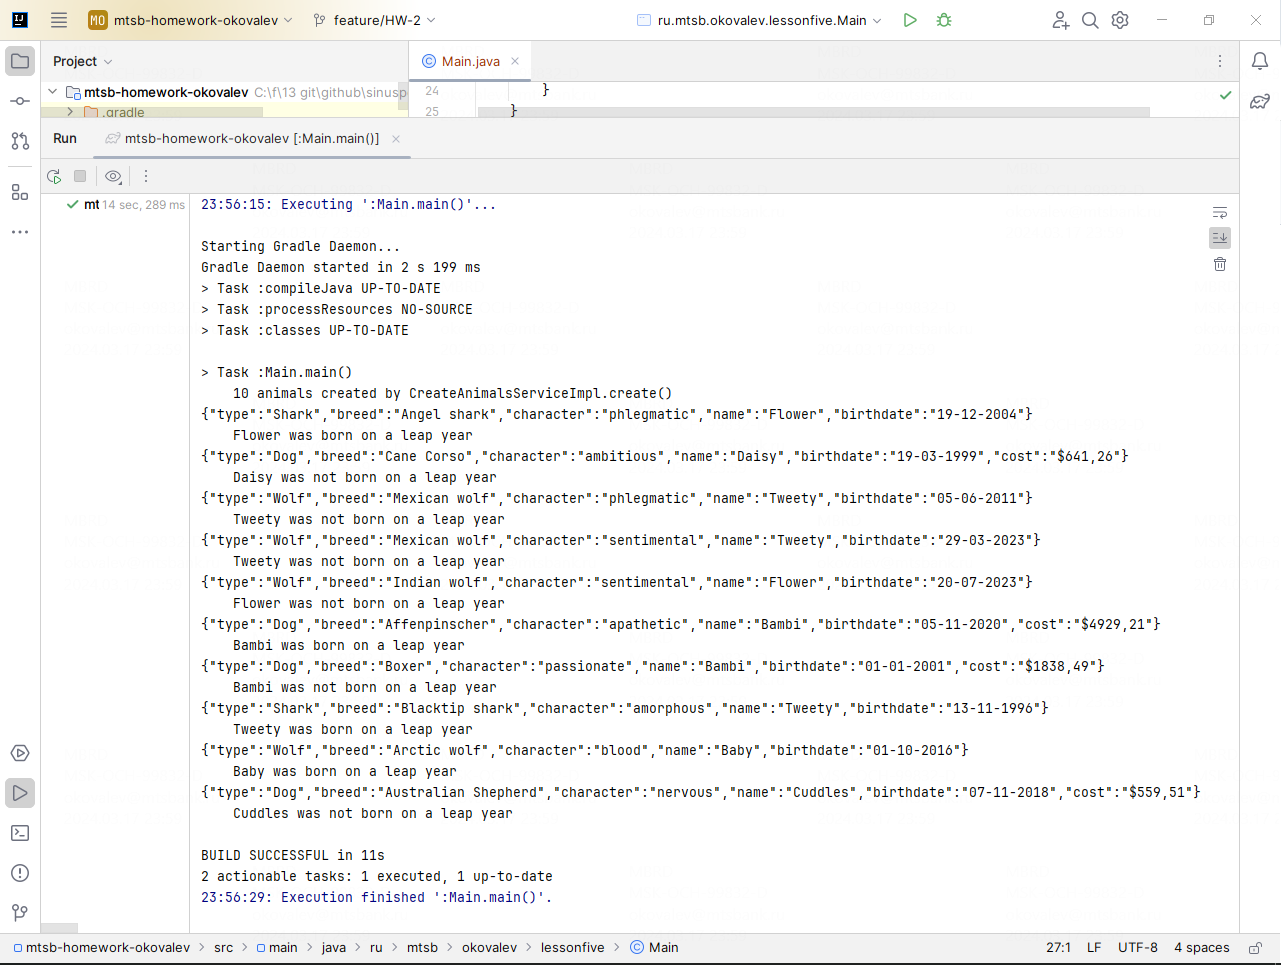 MO mtsb-homework-okovalev feature/HW-2 ru.mtsb.okovalev.lessonfive.Main
Project Main.java
mtsb-homework-okovalev C:\f\13 git\github\sinusp
.gradle
24 }
25 }
Run mtsb-homework-okovalev [:Main.main()]
mt 14 sec, 289 ms
23:56:15: Executing ':Main.main()'...
Starting Gradle Daemon...
Gradle Daemon started in 2 s 199 ms
> Task :compileJava UP-TO-DATE
> Task :processResources NO-SOURCE
> Task :classes UP-TO-DATE
> Task :Main.main()
10 animals created by CreateAnimalsServiceImpl.create()
{"type":"Shark","breed":"Angel shark","character":"phlegmatic","name":"Flower","birthdate":"19-12-2004"}
Flower was born on a leap year
{"type":"Dog","breed":"Cane Corso","character":"ambitious","name":"Daisy","birthdate":"19-03-1999","cost":"$641,26"}
Daisy was not born on a leap year
{"type":"Wolf","breed":"Mexican wolf","character":"phlegmatic","name":"Tweety","birthdate":"05-06-2011"}
Tweety was not born on a leap year
{"type":"Wolf","breed":"Mexican wolf","character":"sentimental","name":"Tweety","birthdate":"29-03-2023"}
Tweety was not born on a leap year
{"type":"Wolf","breed":"Indian wolf","character":"sentimental","name":"Flower","birthdate":"20-07-2023"}
Flower was not born on a leap year
{"type":"Dog","breed":"Affenpinscher","character":"apathetic","name":"Bambi","birthdate":"05-11-2020","cost":"$4929,21"}
Bambi was born on a leap year
{"type":"Dog","breed":"Boxer","character":"passionate","name":"Bambi","birthdate":"01-01-2001","cost":"$1838,49"}
Bambi was not born on a leap year
{"type":"Shark","breed":"Blacktip shark","character":"amorphous","name":"Tweety","birthdate":"13-11-1996"}
Tweety was born on a leap year
{"type":"Wolf","breed":"Arctic wolf","character":"blood","name":"Baby","birthdate":"01-10-2016"}
Baby was born on a leap year
{"type":"Dog","breed":"Australian Shepherd","character":"nervous","name":"Cuddles","birthdate":"07-11-2018","cost":"$559,51"}
Cuddles was not born on a leap year
BUILD SUCCESSFUL in 11s
2 actionable tasks: 1 executed, 1 up-to-date
23:56:29: Execution finished ':Main.main()'.
mtsb-homework-okovalev > src > main > java > ru > mtsb > okovalev > lessonfive > Main 27:1 LF UTF-8 4 spaces